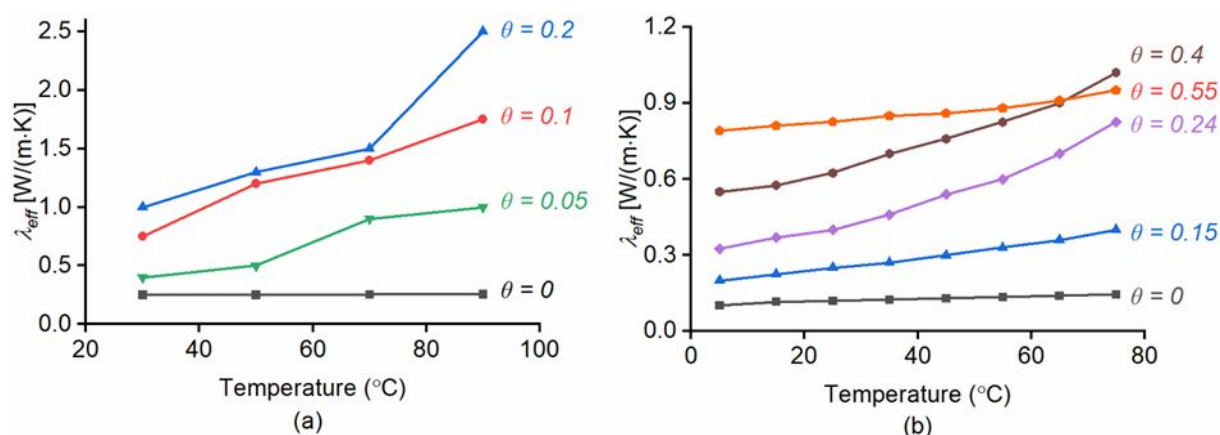 2.5
2.0
1.5
1.0
0.5
0.0
λeff [W/(m·K)]
θ = 0.2
θ = 0.1
θ = 0.05
θ = 0
20 40 60 80 100
Temperature (°C)
(a)
1.2
0.9
0.6
0.3
0.0
λeff [W/(m·K)]
θ = 0.4
θ = 0.55
θ = 0.24
θ = 0.15
θ = 0
0 20 40 60 80
Temperature (°C)
(b)